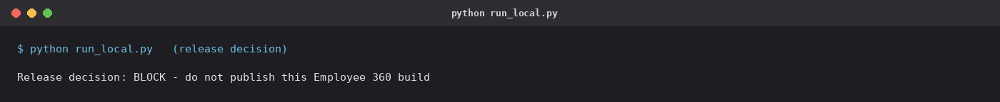 python run_local.py
$ python run_local.py   (release decision)
Release decision: BLOCK - do not publish this Employee 360 build